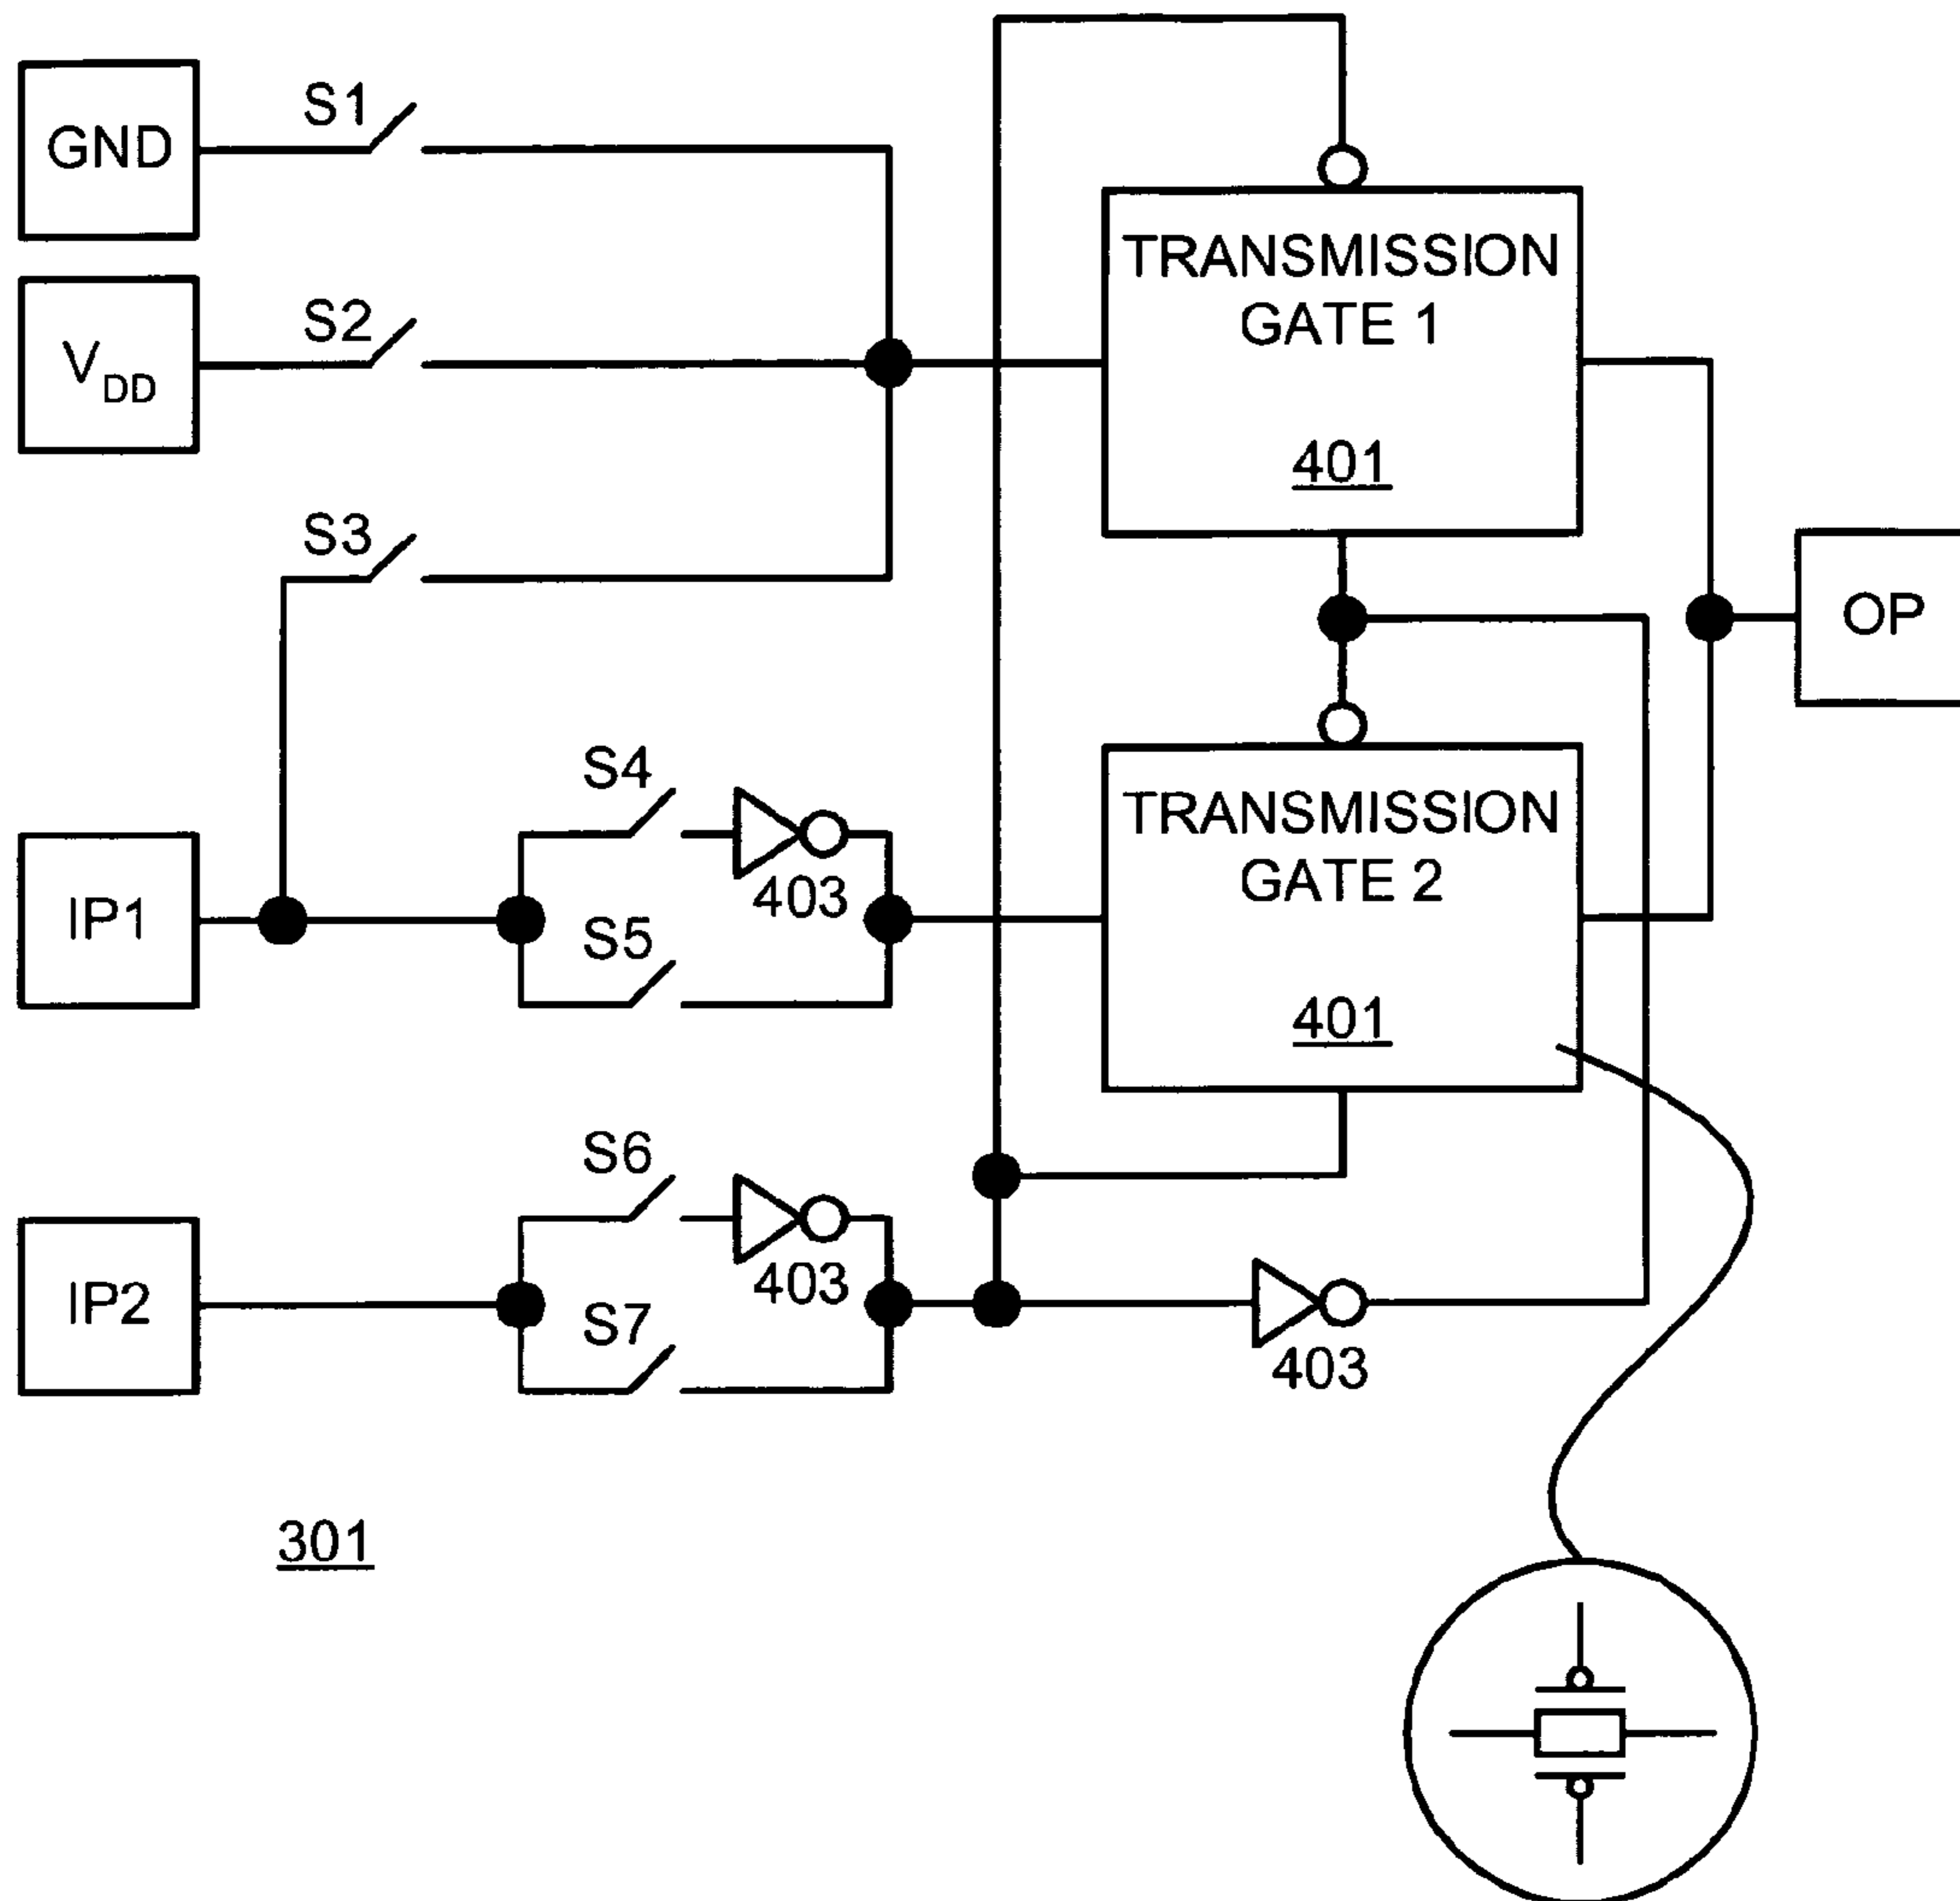 GND
S1
V_DD
S2
S3
TRANSMISSION
GATE 1
401
OP
IP1
S4
403
S5
TRANSMISSION
GATE 2
401
IP2
S6
403
S7
403
301